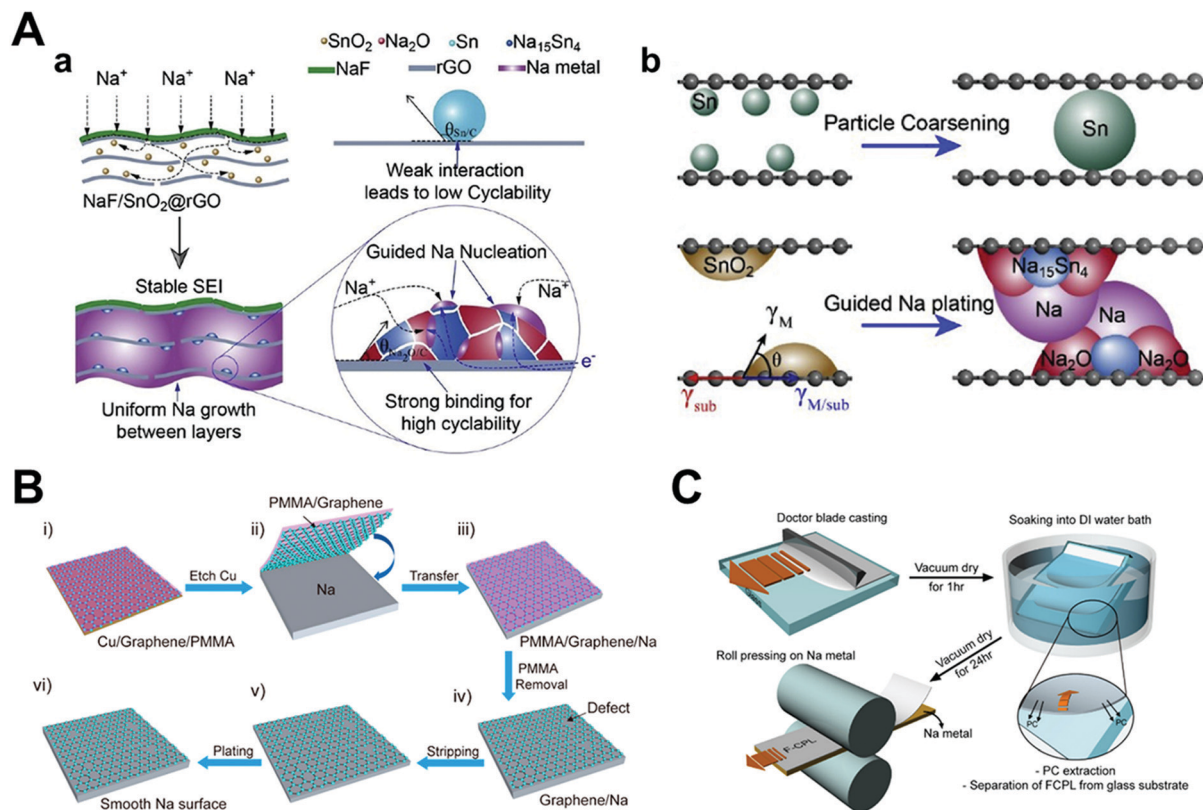 A
a
SnO2 Na2O Sn Na15Sn4
NaF rGO Na metal
Na+ Na+ Na+
NaF/SnO2@rGO
θSn/C
Weak interaction
leads to low Cyclability
Stable SEI
Uniform Na growth
between layers
Guided Na Nucleation
Na+ Na+
θNa2O/C
e-
Strong binding for
high cyclability
b
Sn
Particle Coarsening
Sn
SnO2
Guided Na plating
Na15Sn4
Na
Na
Na2O Na2O
γM
θ
γsub γM/sub
B
i)
Cu/Graphene/PMMA
Etch Cu
ii)
PMMA/Graphene
Na
Transfer
iii)
PMMA/Graphene/Na
PMMA
Removal
iv)
Defect
Graphene/Na
Stripping
v)
Plating
vi)
Smooth Na surface
C
Doctor blade casting
Vacuum dry
for 1hr
Soaking into DI water bath
Vacuum dry
for 24hr
PC PC
- PC extraction
- Separation of FCPL from glass substrate
Roll pressing on Na metal
F-CPL
Na metal